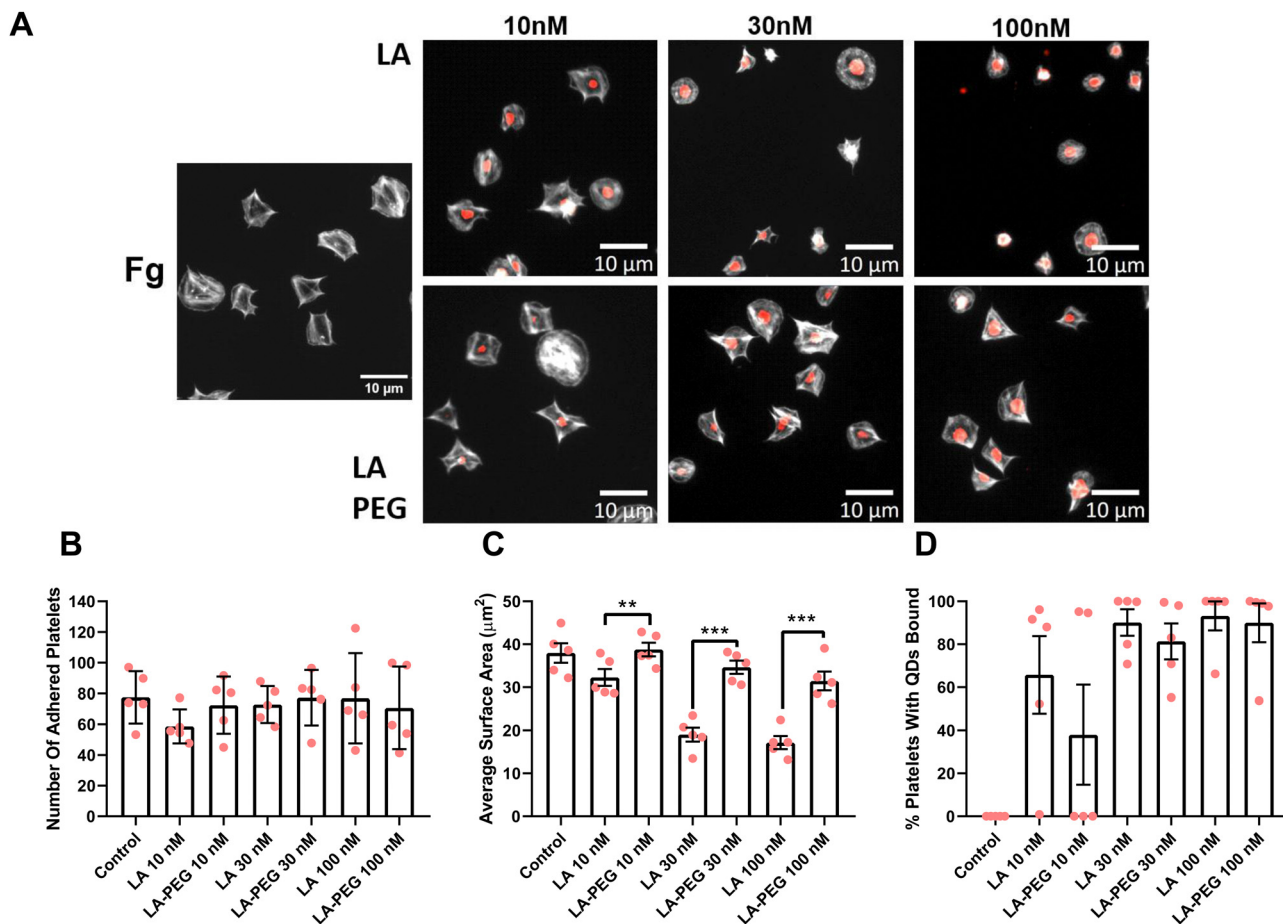 A
10nM
30nM
100nM
LA
10 µm
10 µm
10 µm
Fg
10 µm
LA
PEG
10 µm
10 µm
10 µm
B
Number Of Adhered Platelets
140
120
100
80
60
40
20
0
Control
LA 10 nM
LA-PEG 10 nM
LA 30 nM
LA-PEG 30 nM
LA 100 nM
LA-PEG 100 nM
C
Average Surface Area (µm²)
50
40
30
20
10
0
**
***
***
Control
LA 10 nM
LA-PEG 10 nM
LA 30 nM
LA-PEG 30 nM
LA 100 nM
LA-PEG 100 nM
D
% Platelets With QDs Bound
100
80
60
40
20
0
Control
LA 10 nM
LA-PEG 10 nM
LA 30 nM
LA-PEG 30 nM
LA 100 nM
LA-PEG 100 nM